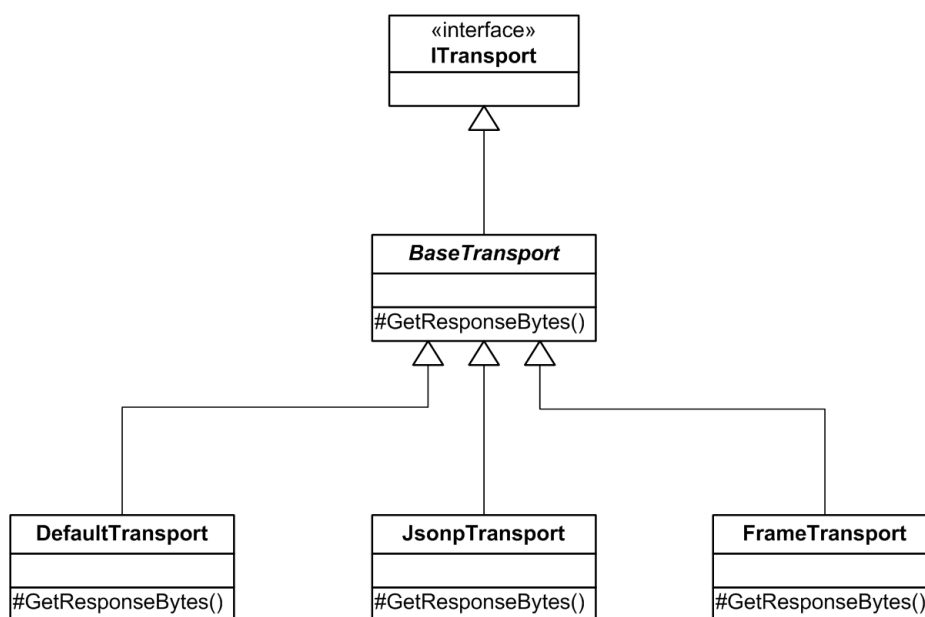 «interface»
ITransport
BaseTransport
#GetResponseBytes()
DefaultTransport
JsonpTransport
FrameTransport
#GetResponseBytes()
#GetResponseBytes()
#GetResponseBytes()